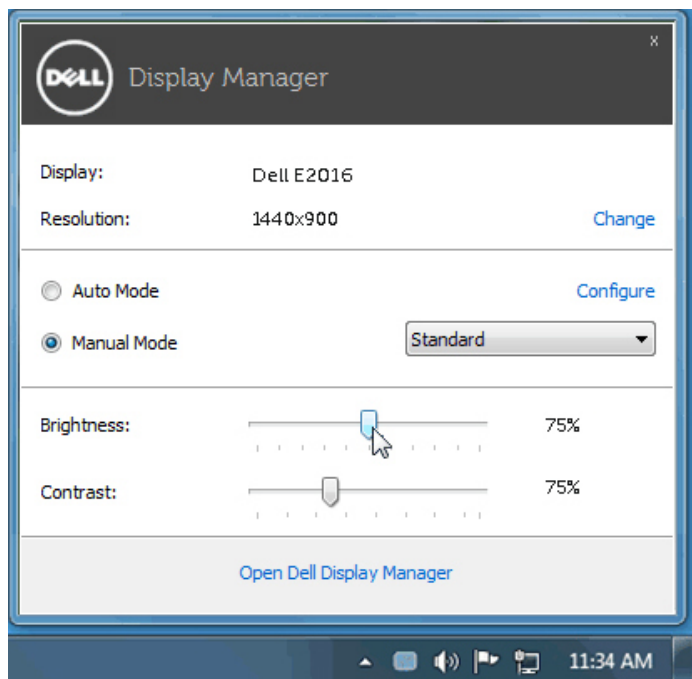 x
DELL Display Manager
Display: Dell E2016
Resolution: 1440x900 Change
Auto Mode Configure
Manual Mode Standard
Brightness: 75%
Contrast: 75%
Open Dell Display Manager
11:34 AM